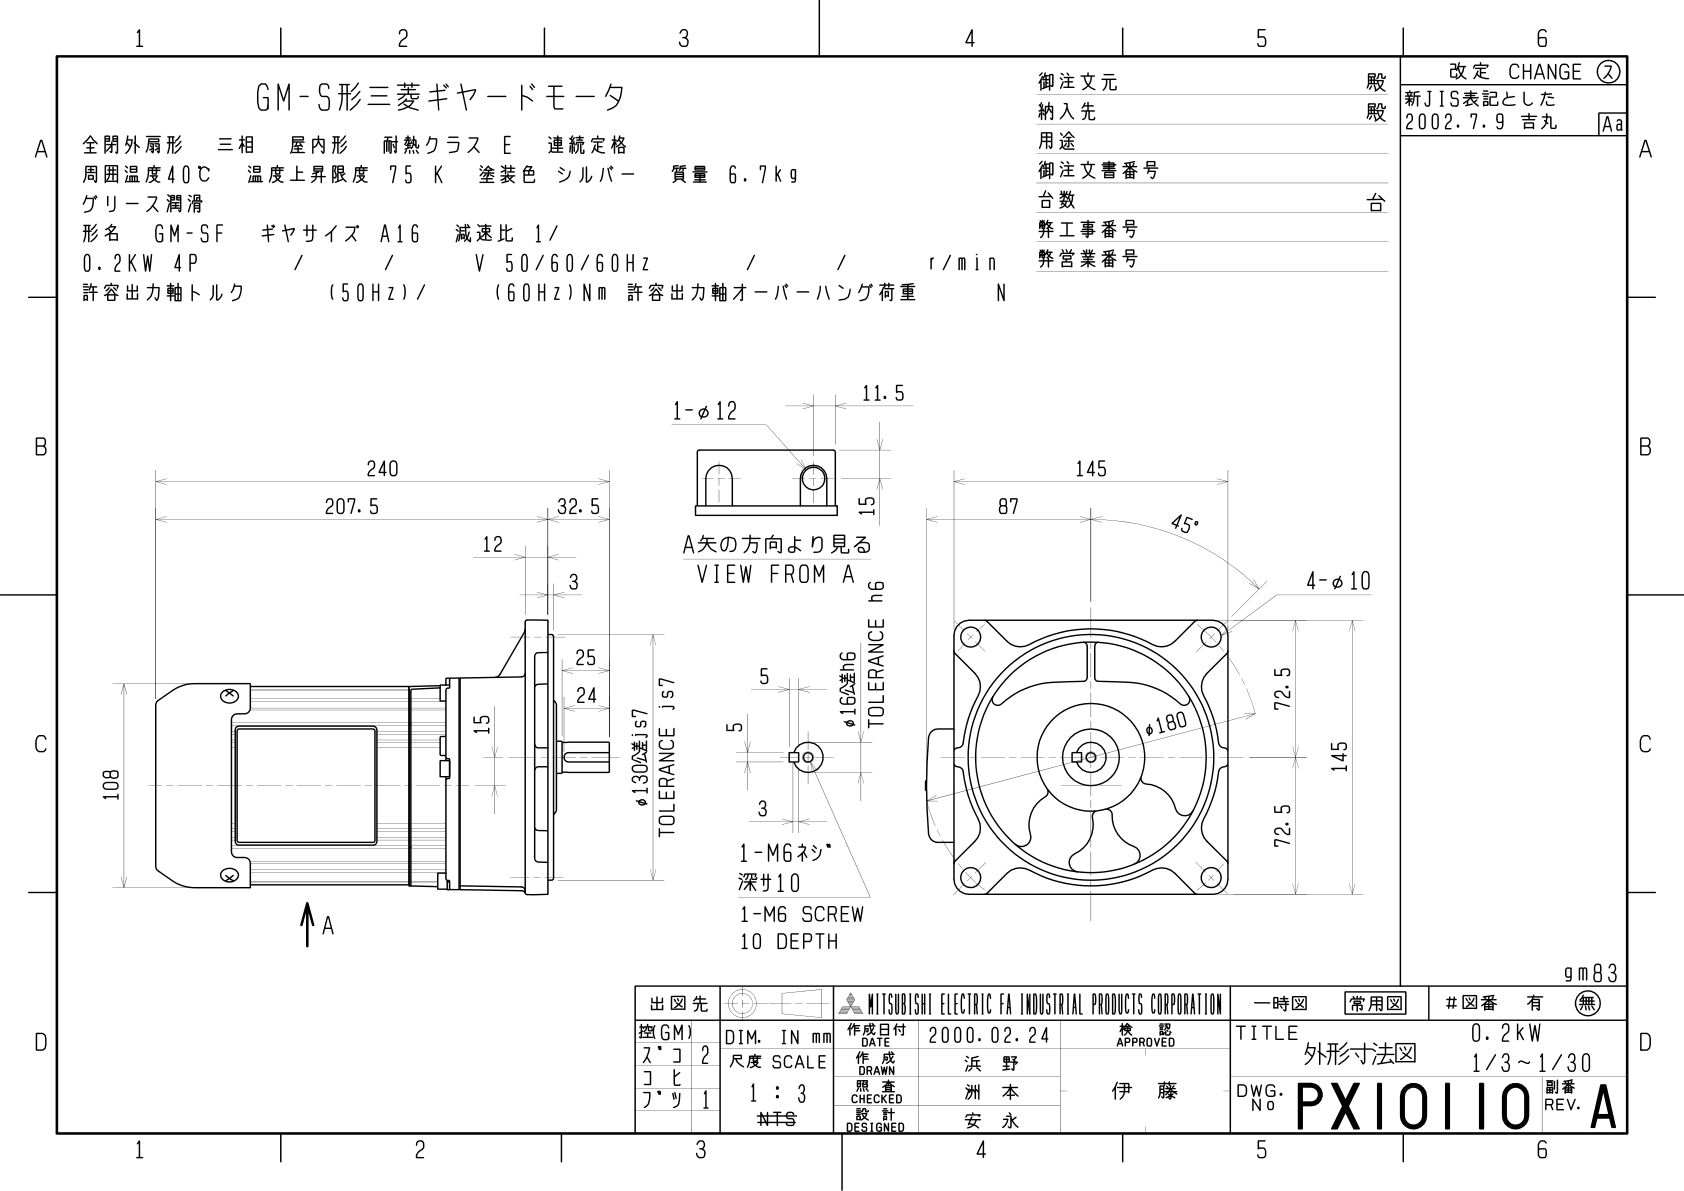 1 2 3 4 5 6
GM-S形三菱ギヤードモータ
全閉外扇形 三相 屋内形 耐熱クラス E 連続定格
周囲温度40℃ 温度上昇限度 75 K 塗装色 シルバー 質量 6.7kg
グリース潤滑
形名 GM-SF ギヤサイズ A16 減速比 1/
0.2KW 4P / / V 50/60/60Hz / / r/min
許容出力軸トルク (50Hz)/ (60Hz)Nm 許容出力軸オーバーハング荷重 N
御注文元 殿
納入先 殿
用途
御注文書番号
台数 台
弊工事番号
弊営業番号
改定 CHANGE ス
新JIS表記とした
2002.7.9 吉丸 Aa
A A
B B
C C
D D
11.5
1-φ12
15
A矢の方向より見る
VIEW FROM A
240
207.5 32.5
12
3
25
24
15
108
φ130公差js7
TOLERANCE js7
A
5
5
3
φ16公差h6
TOLERANCE h6
1-M6ネジ
深サ10
1-M6 SCREW
10 DEPTH
145
87
45°
4-φ10
φ180
72.5
72.5
145
gm83
出図先
控(GM)
ズコ 2
コヒ
ブツ 1
DIM. IN mm
尺度 SCALE
1 : 3
NTS
MITSUBISHI ELECTRIC FA INDUSTRIAL PRODUCTS CORPORATION
作成日付 DATE 2000.02.24
作成 DRAWN 浜野
照査 CHECKED 洲本
設計 DESIGNED 安永
検認 APPROVED
伊藤
一時図 常用図 #図番 有 無
TITLE 0.2kW
外形寸法図 1/3~1/30
DWG. No PX10110 副番 REV. A
1 2 3 4 5 6